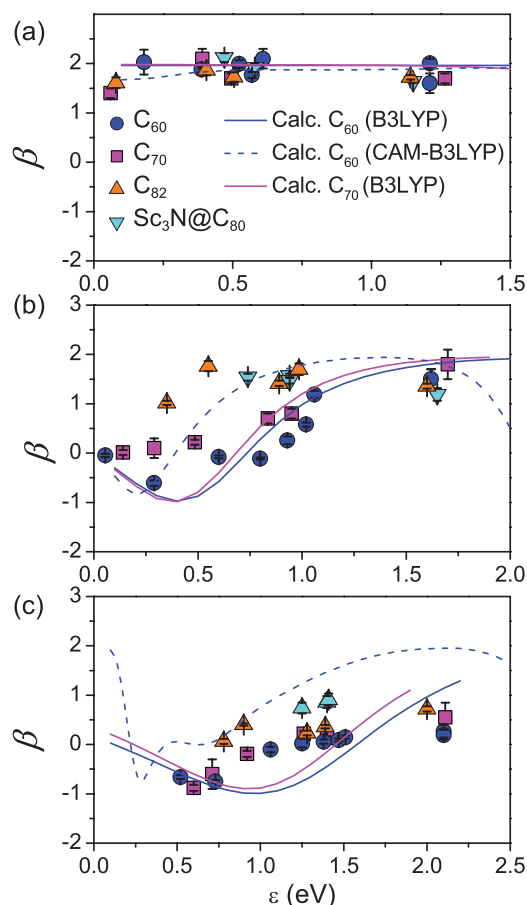 (a)
3
2
1
0
-1
-2
β
C60
C70
C82
Sc3N@C80
Calc. C60 (B3LYP)
Calc. C60 (CAM-B3LYP)
Calc. C70 (B3LYP)
0.0 0.5 1.0 1.5
(b)
3
2
1
0
-1
-2
β
0.0 0.5 1.0 1.5 2.0
(c)
3
2
1
0
-1
-2
β
0.0 0.5 1.0 1.5 2.0 2.5
ε (eV)